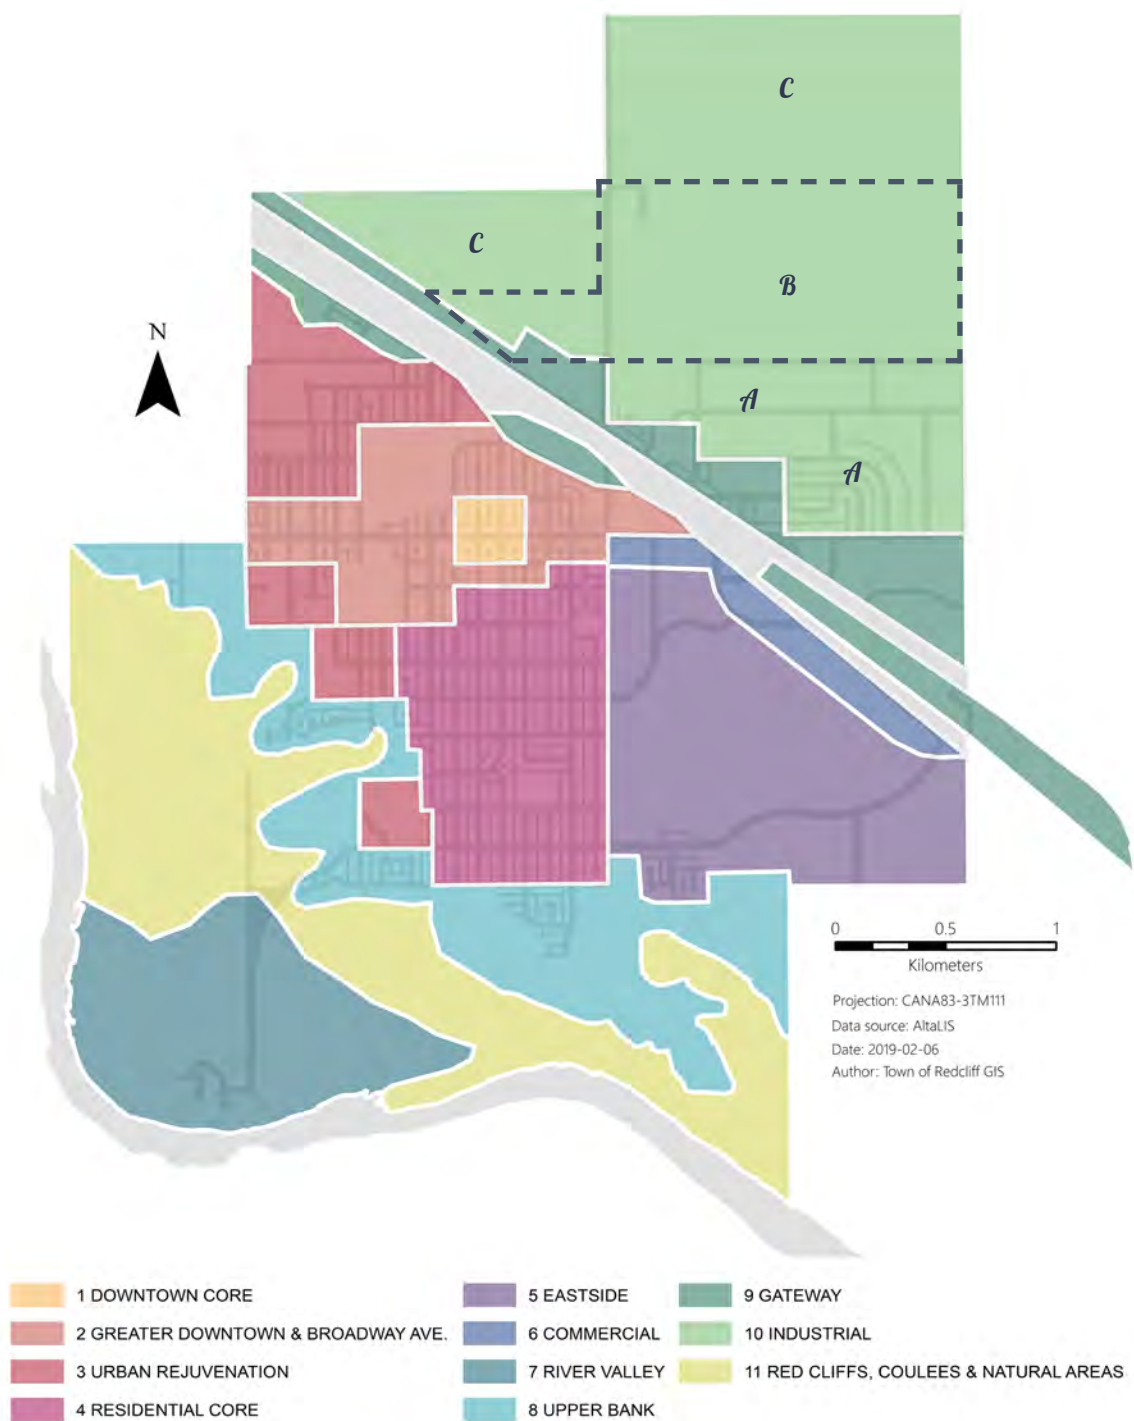 C
C
B
N
A
A
0 0.5 1
Kilometers
Projection: CANA83-3TM111
Data source: AltaLIS
Date: 2019-02-06
Author: Town of Redcliff GIS
1 DOWNTOWN CORE
2 GREATER DOWNTOWN & BROADWAY AVE.
3 URBAN REJUVENATION
4 RESIDENTIAL CORE
5 EASTSIDE
6 COMMERCIAL
7 RIVER VALLEY
8 UPPER BANK
9 GATEWAY
10 INDUSTRIAL
11 RED CLIFFS, COULEES & NATURAL AREAS